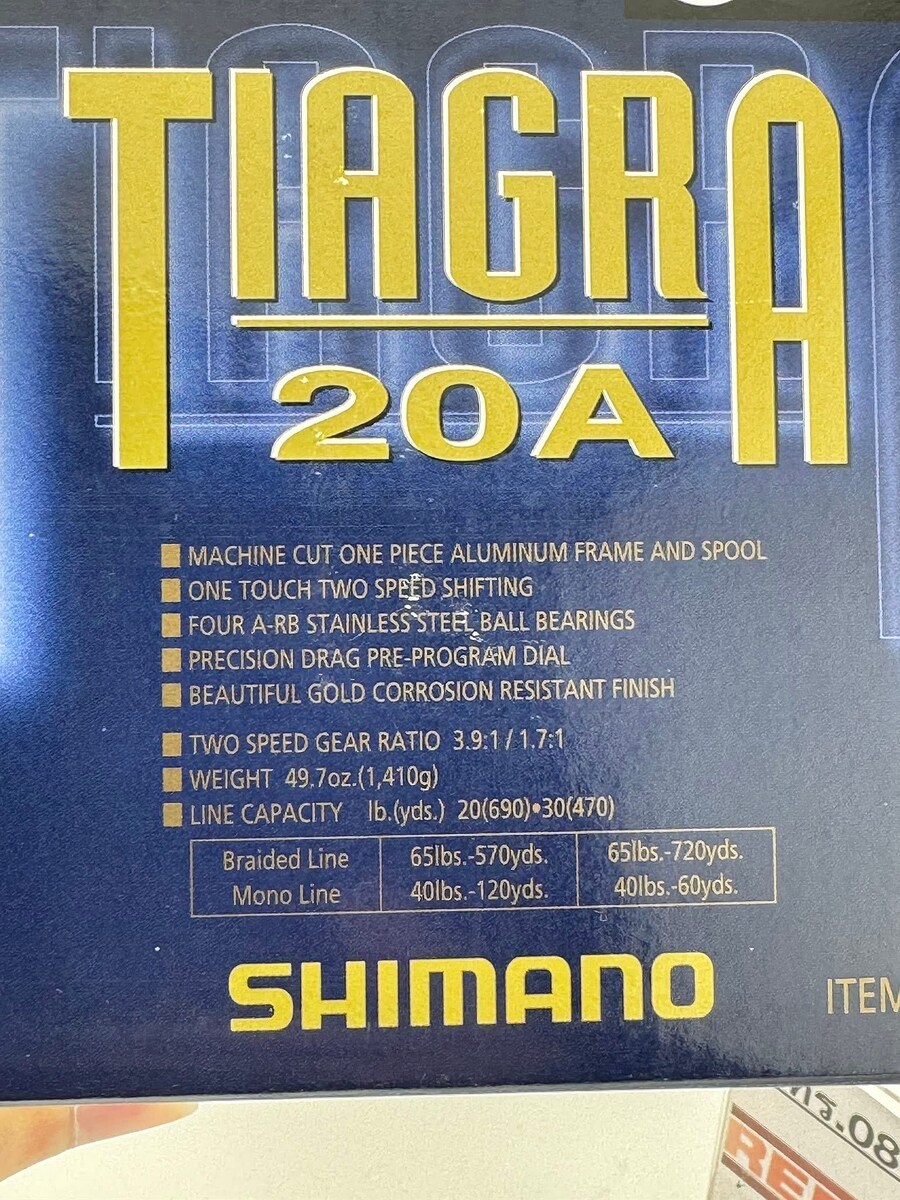 TIAGRA
20A
MACHINE CUT ONE PIECE ALUMINUM FRAME AND SPOOL
ONE TOUCH TWO SPEED SHIFTING
FOUR A-RB STAINLESS STEEL BALL BEARINGS
PRECISION DRAG PRE-PROGRAM DIAL
BEAUTIFUL GOLD CORROSION RESISTANT FINISH
TWO SPEED GEAR RATIO 3.9:1 / 1.7:1
WEIGHT 49.7oz.(1,410g)
LINE CAPACITY lb.(yds.) 20(690)•30(470)
Braided Line 65lbs.-570yds. 65lbs.-720yds.
Mono Line 40lbs.-120yds. 40lbs.-60yds.
SHIMANO
ITEM